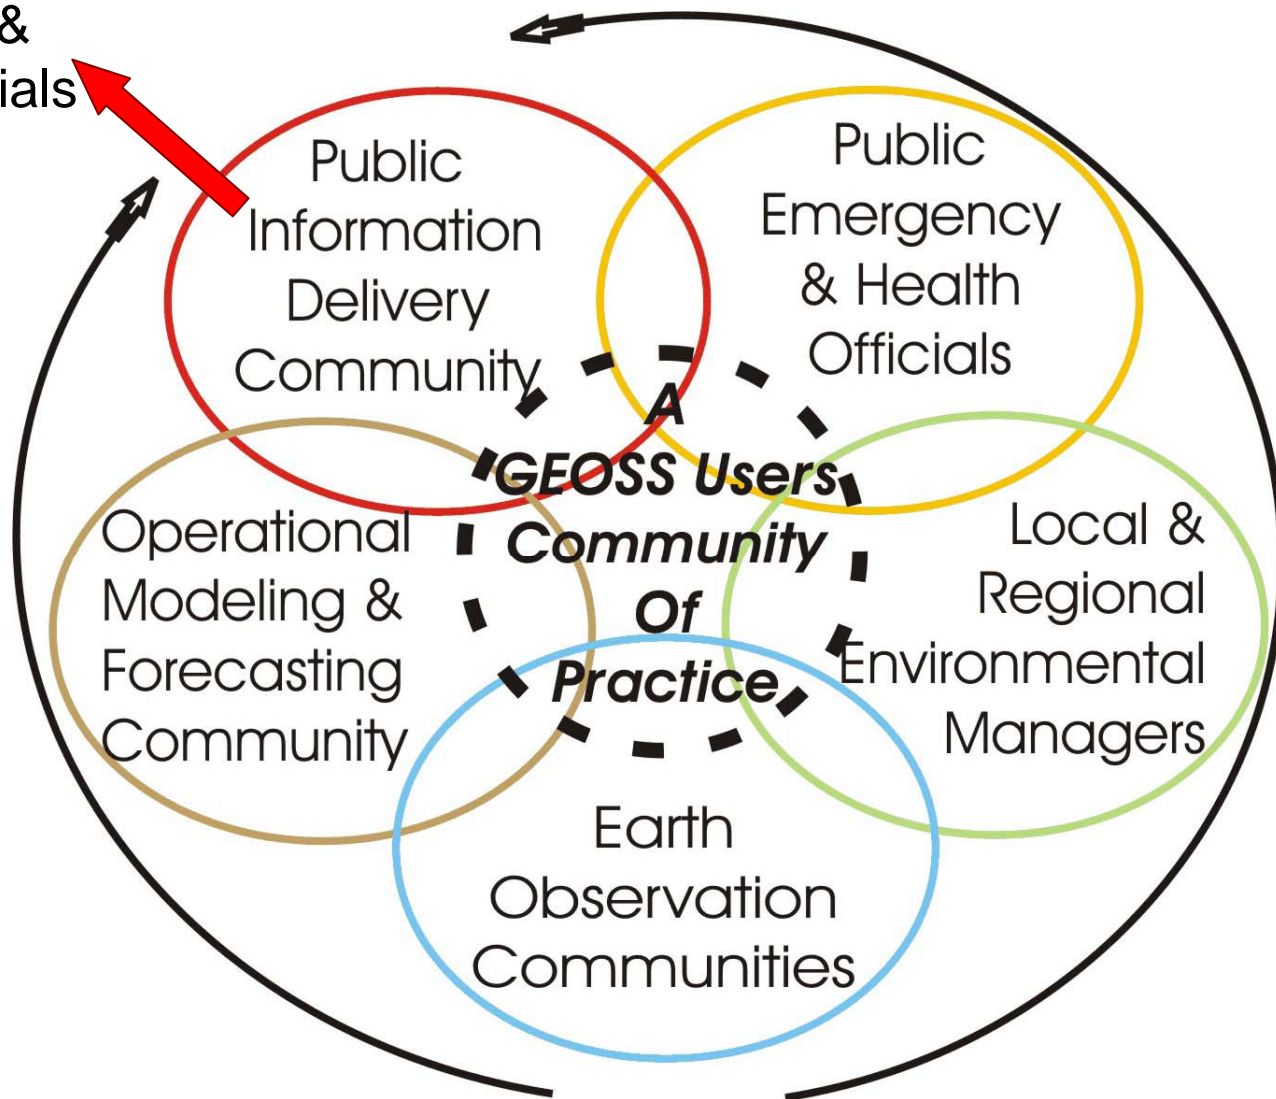 &
ials
Public
Information
Delivery
Community
Public
Emergency
& Health
Officials
A
GEOSS Users
Community
Of
Practice
Operational
Modeling &
Forecasting
Community
Local &
Regional
Environmental
Managers
Earth
Observation
Communities